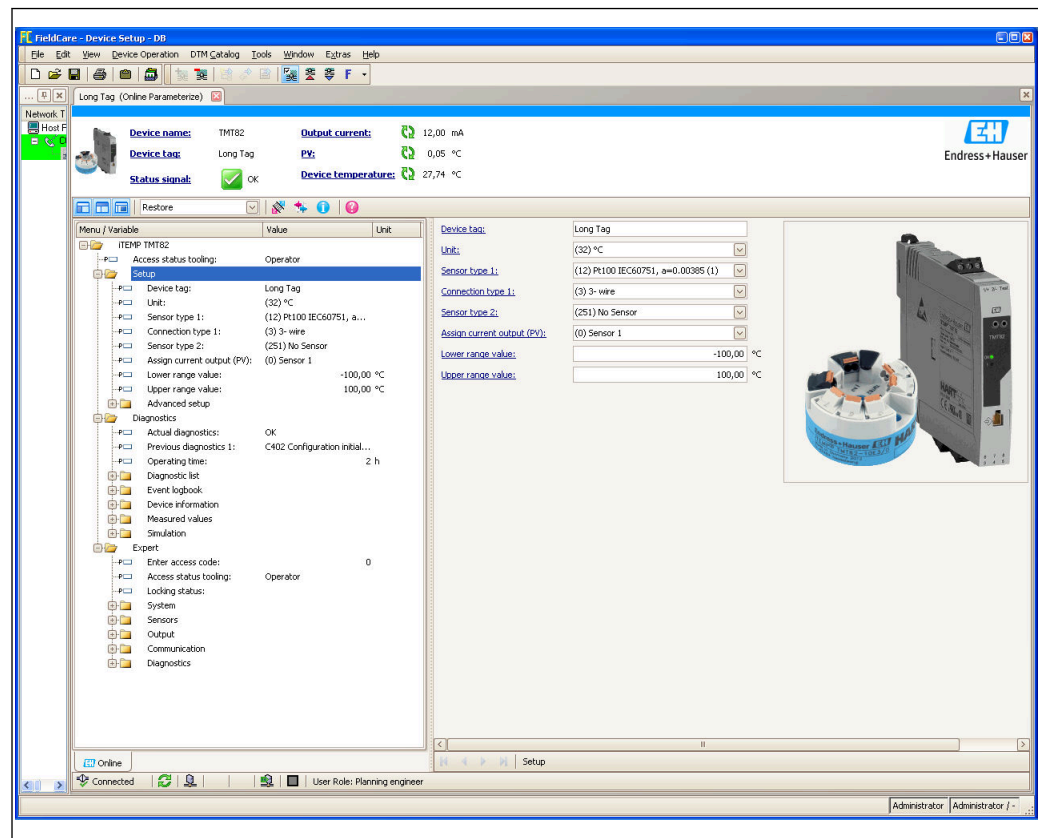 FieldCare - Device Setup - DB
File Edit View Device Operation DTM Catalog Tools Window Extras Help
F
...
Long Tag (Online Parameterize)
Network T
Host F
Device name: TMT82 Output current: 12,00 mA
Device tag: Long Tag PV: 0,05 °C
Status signal: OK Device temperature: 27,74 °C
EH
Endress+Hauser
Restore
Menu / Variable Value Unit
iTEMP TMT82
Access status tooling: Operator
Setup
Device tag: Long Tag
Unit: (32) °C
Sensor type 1: (12) Pt100 IEC60751, a...
Connection type 1: (3) 3- wire
Sensor type 2: (251) No Sensor
Assign current output (PV): (0) Sensor 1
Lower range value: -100,00 °C
Upper range value: 100,00 °C
Advanced setup
Diagnostics
Actual diagnostics: OK
Previous diagnostics 1: C402 Configuration initial...
Operating time: 2 h
Diagnostic list
Event logbook
Device information
Measured values
Simulation
Expert
Enter access code: 0
Access status tooling: Operator
Locking status:
System
Sensors
Output
Communication
Diagnostics
Device tag: Long Tag
Unit: (32) °C
Sensor type 1: (12) Pt100 IEC60751, a=0.00385 (1)
Connection type 1: (3) 3- wire
Sensor type 2: (251) No Sensor
Assign current output (PV): (0) Sensor 1
Lower range value: -100,00 °C
Upper range value: 100,00 °C
TMT82
HART
Endress+Hauser EH
HART
Online
Setup
Connected User Role: Planning engineer
Administrator Administrator / -